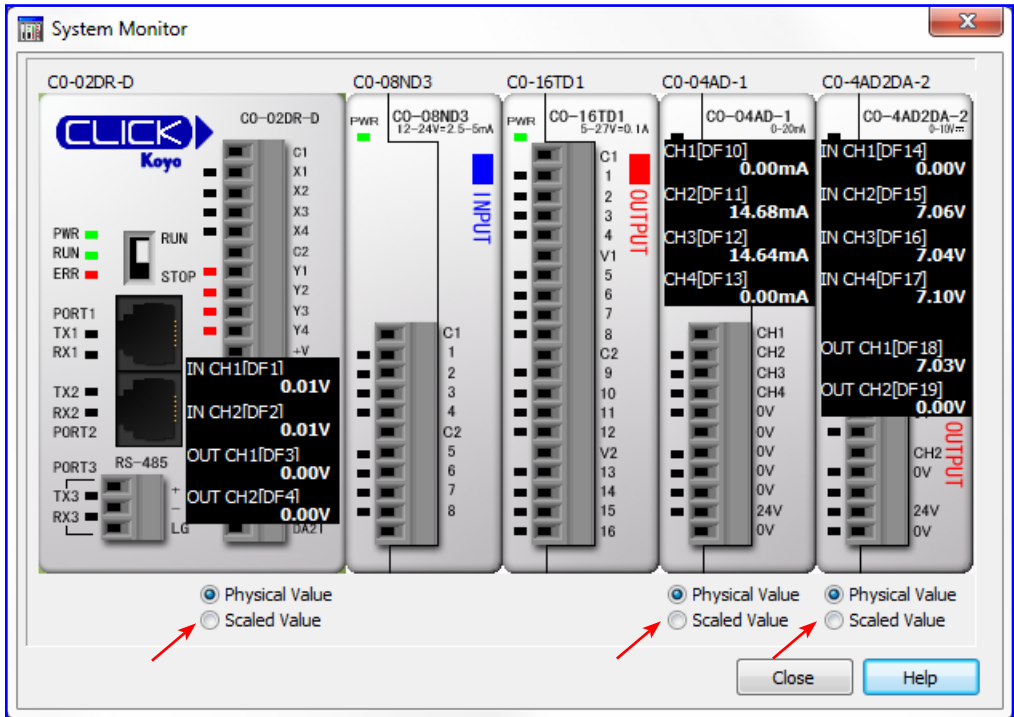 System Monitor
X
C0-02DR-D
C0-08ND3
C0-16TD1
C0-04AD-1
C0-4AD2DA-2
CLICK
Koyo
C0-02DR-D
C1
X1
X2
X3
X4
C2
Y1
Y2
Y3
Y4
+V
PWR
RUN
ERR
RUN
STOP
PORT1
TX1
RX1
TX2
RX2
PORT2
PORT3
RS-485
TX3
RX3
+
−
LG
IN CH1[DF1]
0.01V
IN CH2[DF2]
0.01V
OUT CH1[DF3]
0.00V
OUT CH2[DF4]
0.00V
DA2I
PWR
C0-08ND3
12-24V=2.5-5mA
INPUT
C1
1
2
3
4
C2
5
6
7
8
PWR
C0-16TD1
5-27V=0.1A
OUTPUT
C1
1
2
3
4
V1
5
6
7
8
C2
9
10
11
12
V2
13
14
15
16
C0-04AD-1
0-20mA
CH1[DF10]
0.00mA
CH2[DF11]
14.68mA
CH3[DF12]
14.64mA
CH4[DF13]
0.00mA
CH1
CH2
CH3
CH4
0V
0V
0V
0V
24V
0V
C0-4AD2DA-2
0-10V
IN CH1[DF14]
0.00V
IN CH2[DF15]
7.06V
IN CH3[DF16]
7.04V
IN CH4[DF17]
7.10V
OUT CH1[DF18]
7.03V
OUT CH2[DF19]
0.00V
OUTPUT
CH2
0V
24V
0V
Physical Value
Scaled Value
Physical Value
Scaled Value
Physical Value
Scaled Value
Close
Help